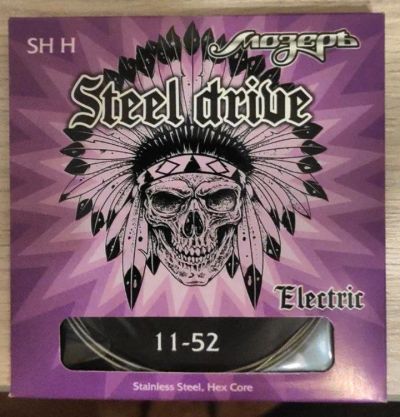 SH H
Мозеръ
Steel drive
Electric
11-52
Stainless Steel, Hex Core